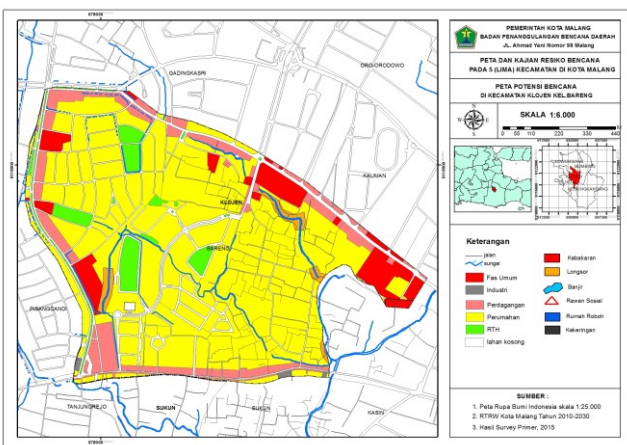 PEMERINTAH KOTA MALANG
BADAN PENANGGULANGAN BENCANA DAERAH
JL. Ahmad Yani Nomor 98 Malang
PETA DAN KAJIAN RESIKO BENCANA
PADA 5 (LIMA) KECAMATAN DI KOTA MALANG
PETA POTENSI BENCANA
DI KECAMATAN KLOJEN KEL.BARENG
N
W E
S
SKALA 1:6.000
0 55 110 220 330 440
Keterangan
jalan
sungai
Fas Umum
Industri
Perdagangan
Perumahan
RTH
lahan kosong
Kebakaran
Longsor
Banjir
Rawan Sosial
Rumah Roboh
Kekeringan
SUMBER :
1. Peta Rupa Bumi Indonesia skala 1:25.000
2. RTRW Kota Malang Tahun 2010-2030
3. Hasil Survey Primer, 2015
GADINGKASRI
KAUMAN
KLOJEN
BARENG
TANJUNGREJO
SUKUN
SUKUN
KASIN